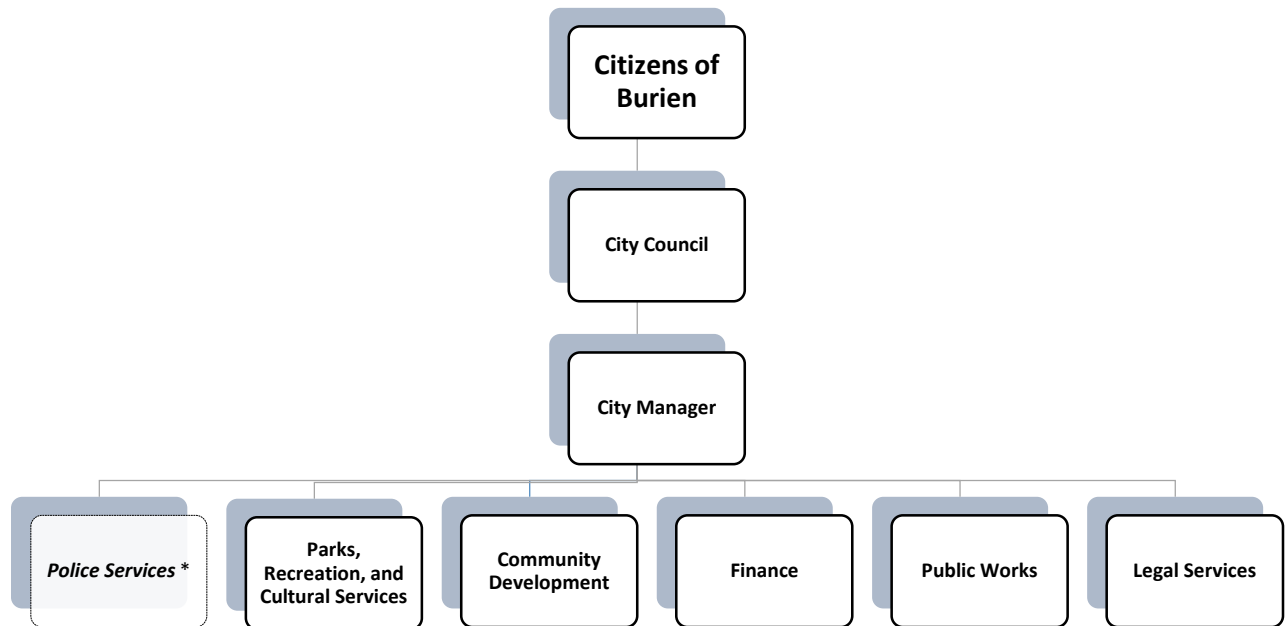 Citizens of
Burien
City Council
City Manager
Police Services *
Parks,
Recreation, and
Cultural Services
Community
Development
Finance
Public Works
Legal Services